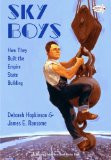 SKY
BOYS
How They
Built the
Empire
State
Building
Deborah Hopkinson
& James E. Ransome